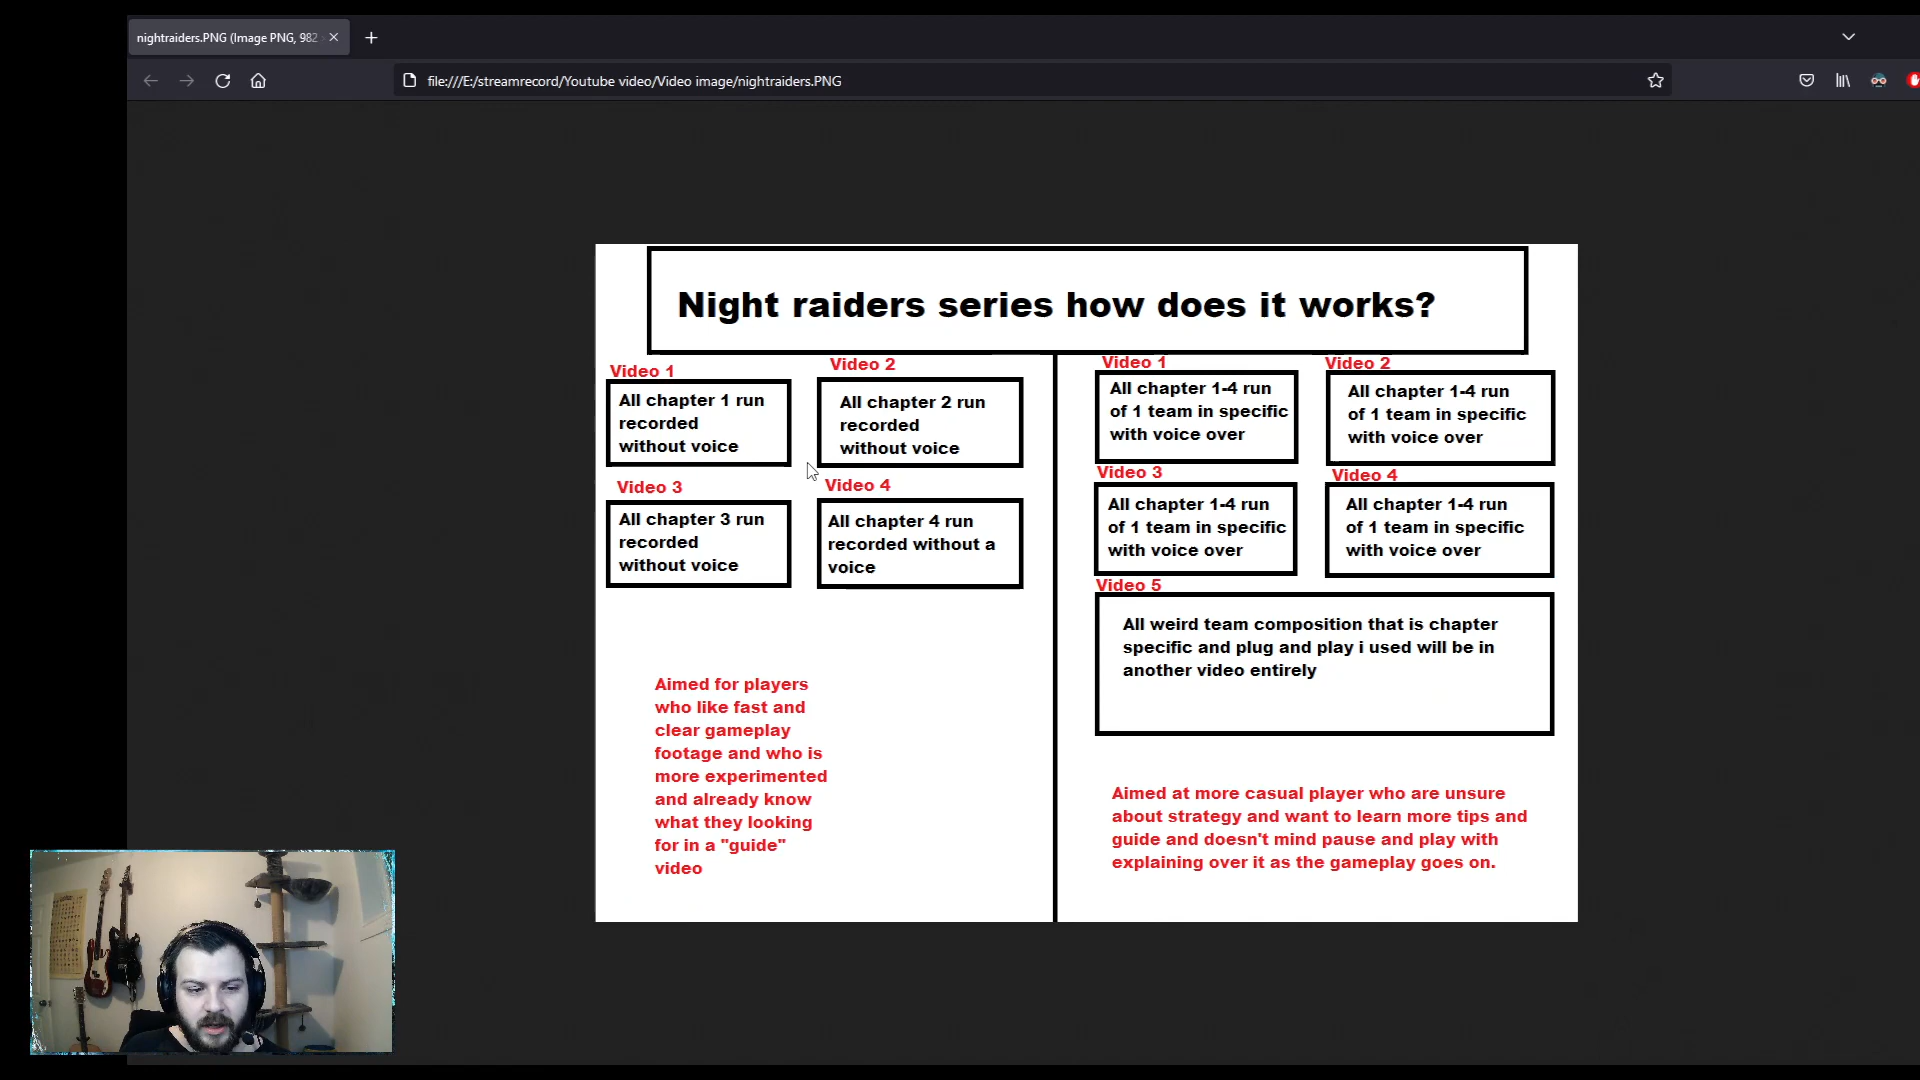 nightraiders.PNG (Image PNG, 982
file:///E:/streamrecord/Youtube video/Video image/nightraiders.PNG
Night raiders series how does it works?
Video 1
All chapter 1 run
recorded
without voice
Video 2
All chapter 2 run
recorded
without voice
Video 3
All chapter 3 run
recorded
without voice
Video 4
All chapter 4 run
recorded without a
voice
Aimed for players
who like fast and
clear gameplay
footage and who is
more experimented
and already know
what they looking
for in a "guide"
video
Video 1
All chapter 1-4 run
of 1 team in specific
with voice over
Video 2
All chapter 1-4 run
of 1 team in specific
with voice over
Video 3
All chapter 1-4 run
of 1 team in specific
with voice over
Video 4
All chapter 1-4 run
of 1 team in specific
with voice over
Video 5
All weird team composition that is chapter
specific and plug and play i used will be in
another video entirely
Aimed at more casual player who are unsure
about strategy and want to learn more tips and
guide and doesn't mind pause and play with
explaining over it as the gameplay goes on.